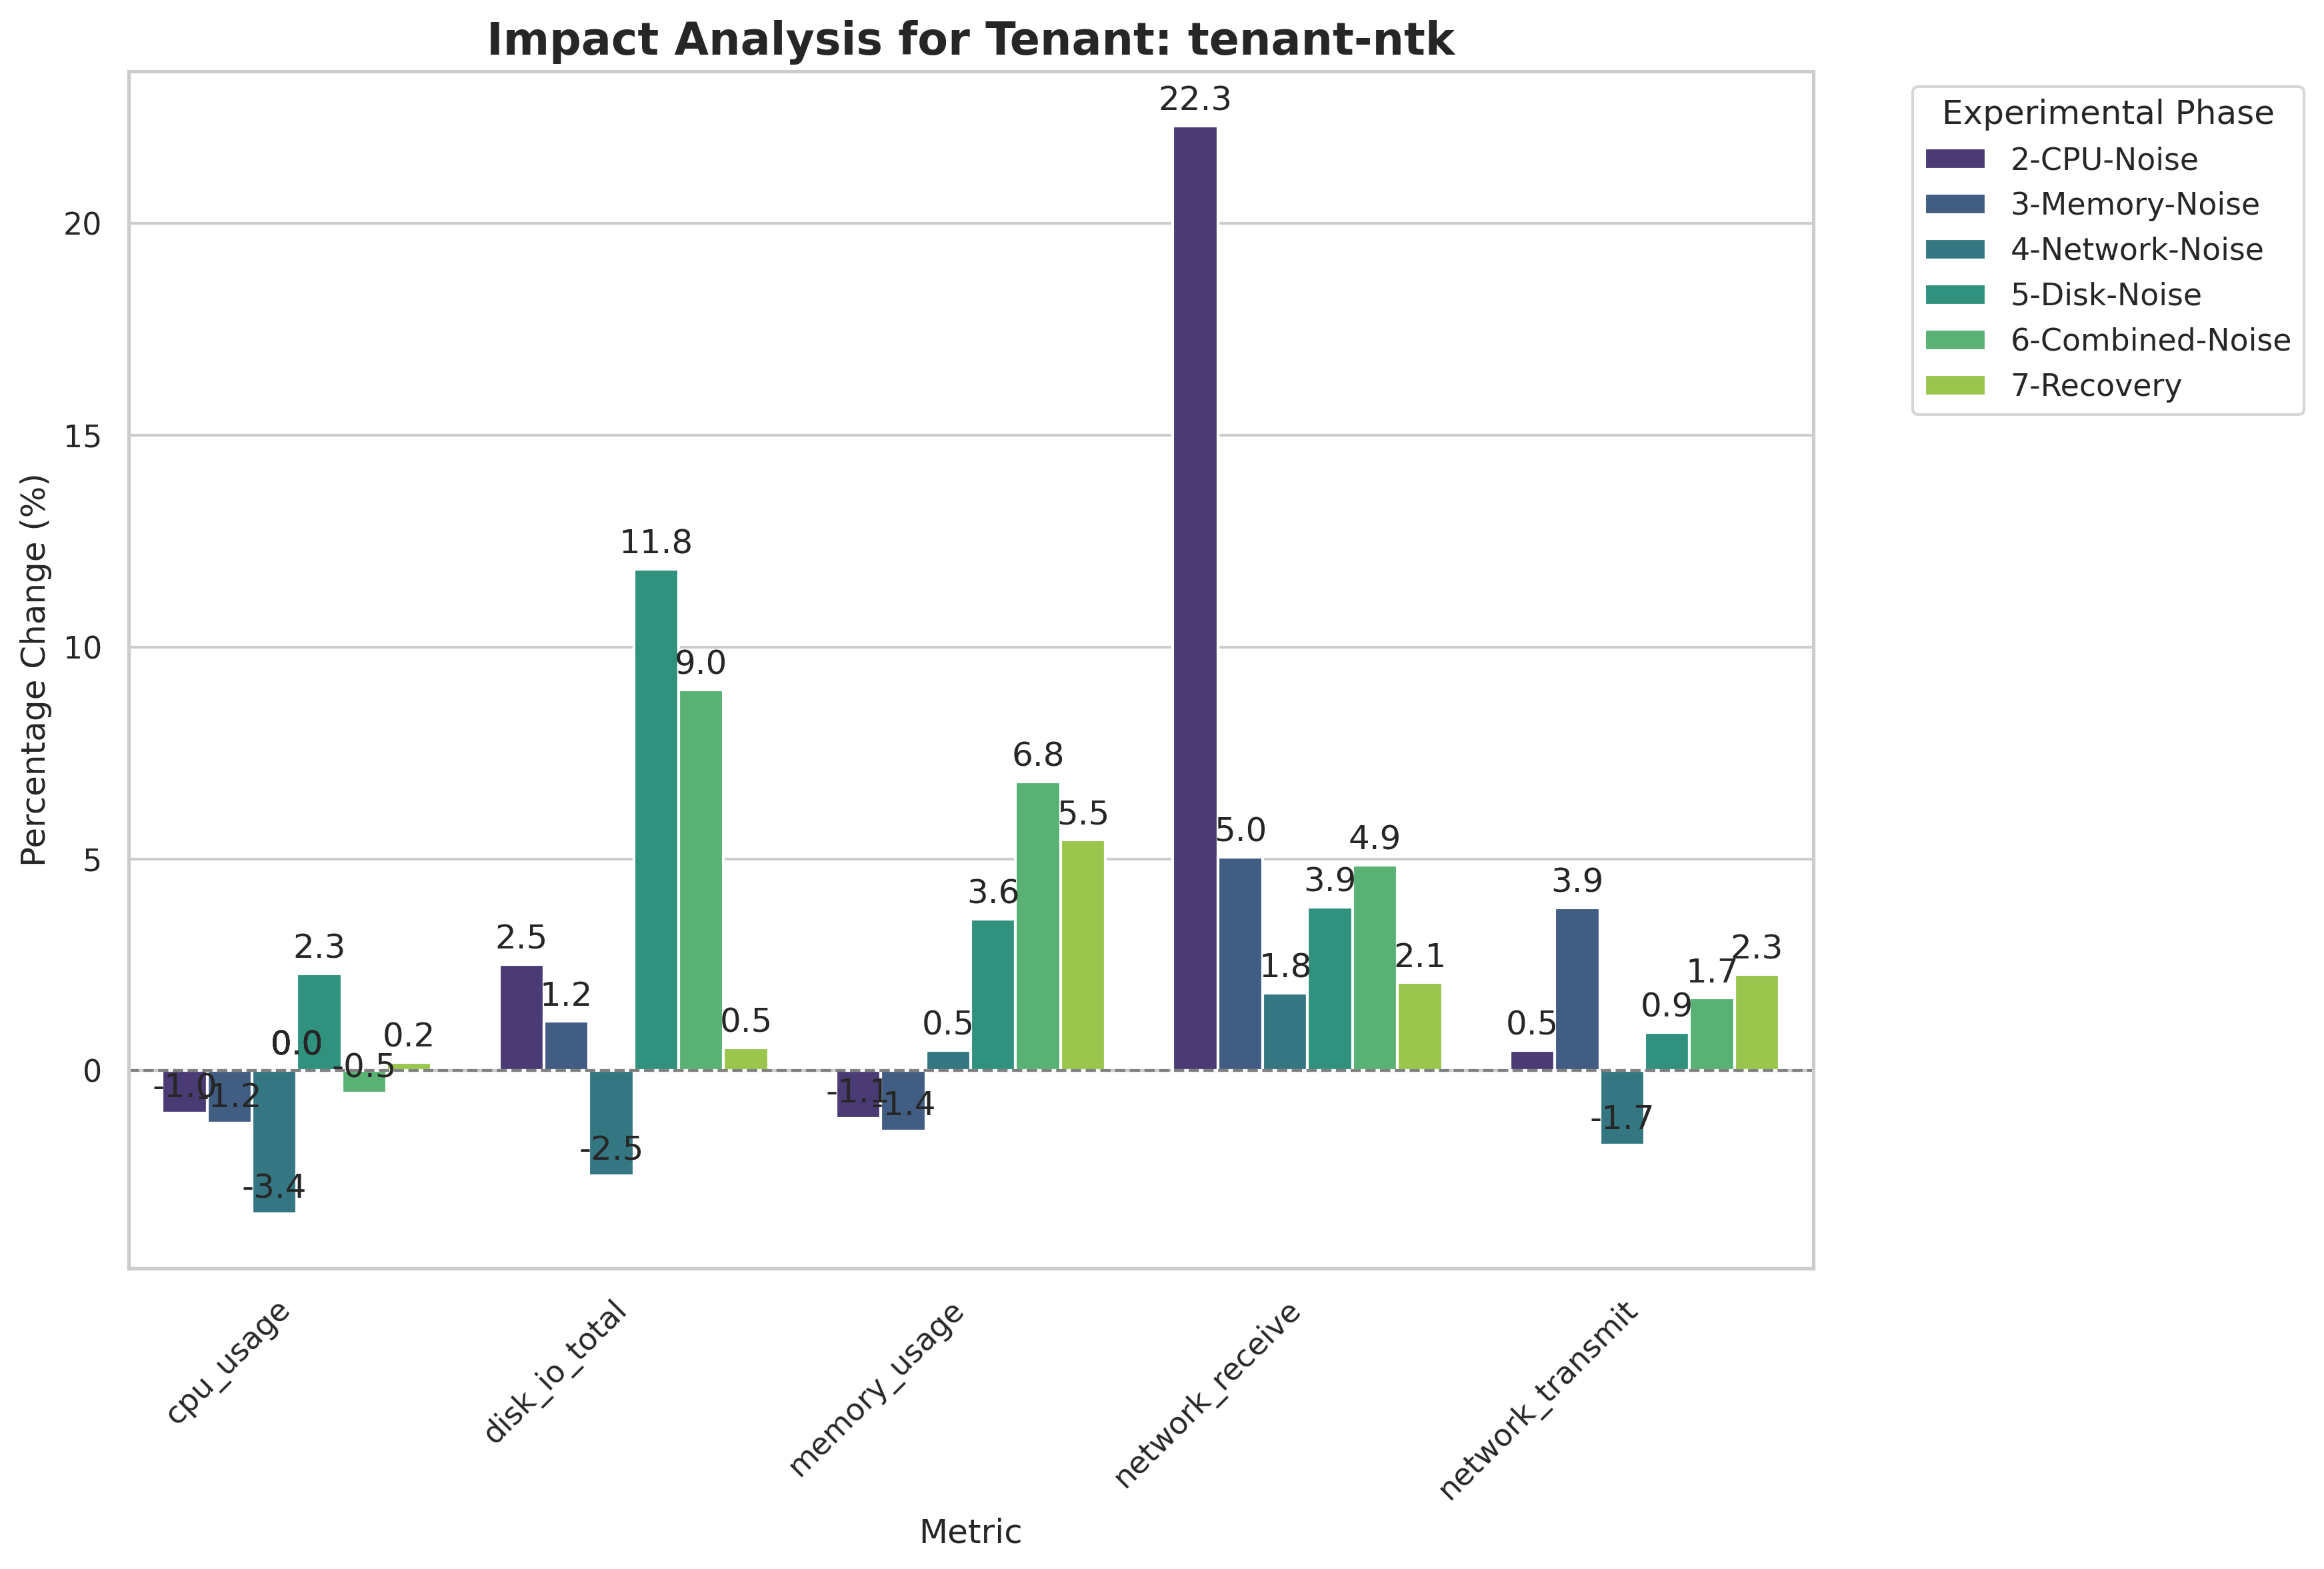 Impact Analysis for Tenant: tenant-ntk
Experimental Phase
2-CPU-Noise
3-Memory-Noise
4-Network-Noise
5-Disk-Noise
6-Combined-Noise
7-Recovery
Percentage Change (%)
20
15
10
5
0
-1.0
-1.2
-3.4
0.0
2.3
-0.5
0.2
2.5
1.2
-2.5
11.8
9.0
0.5
-1.1
-1.4
0.5
3.6
6.8
5.5
22.3
5.0
1.8
3.9
4.9
2.1
0.5
3.9
-1.7
0.9
1.7
2.3
cpu_usage
disk_io_total
memory_usage
network_receive
network_transmit
Metric